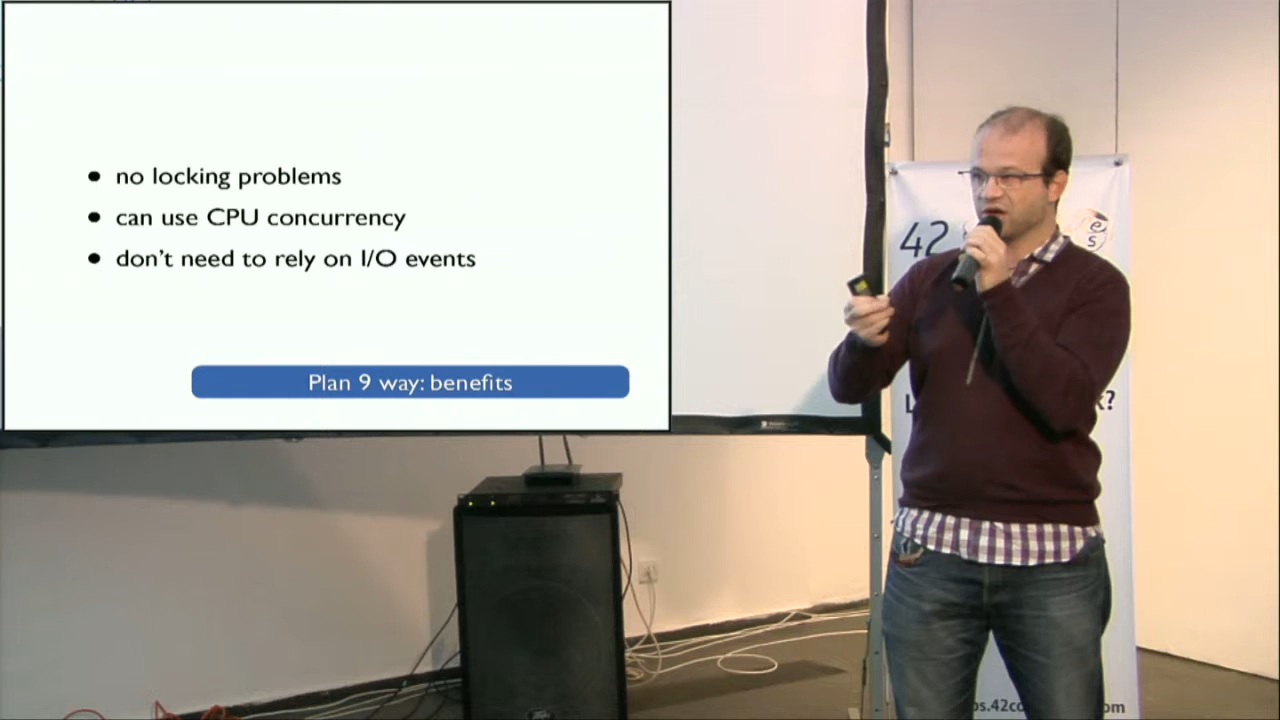 • no locking problems
• can use CPU concurrency
• don't need to rely on I/O events
Plan 9 way: benefits
42
e
s
?